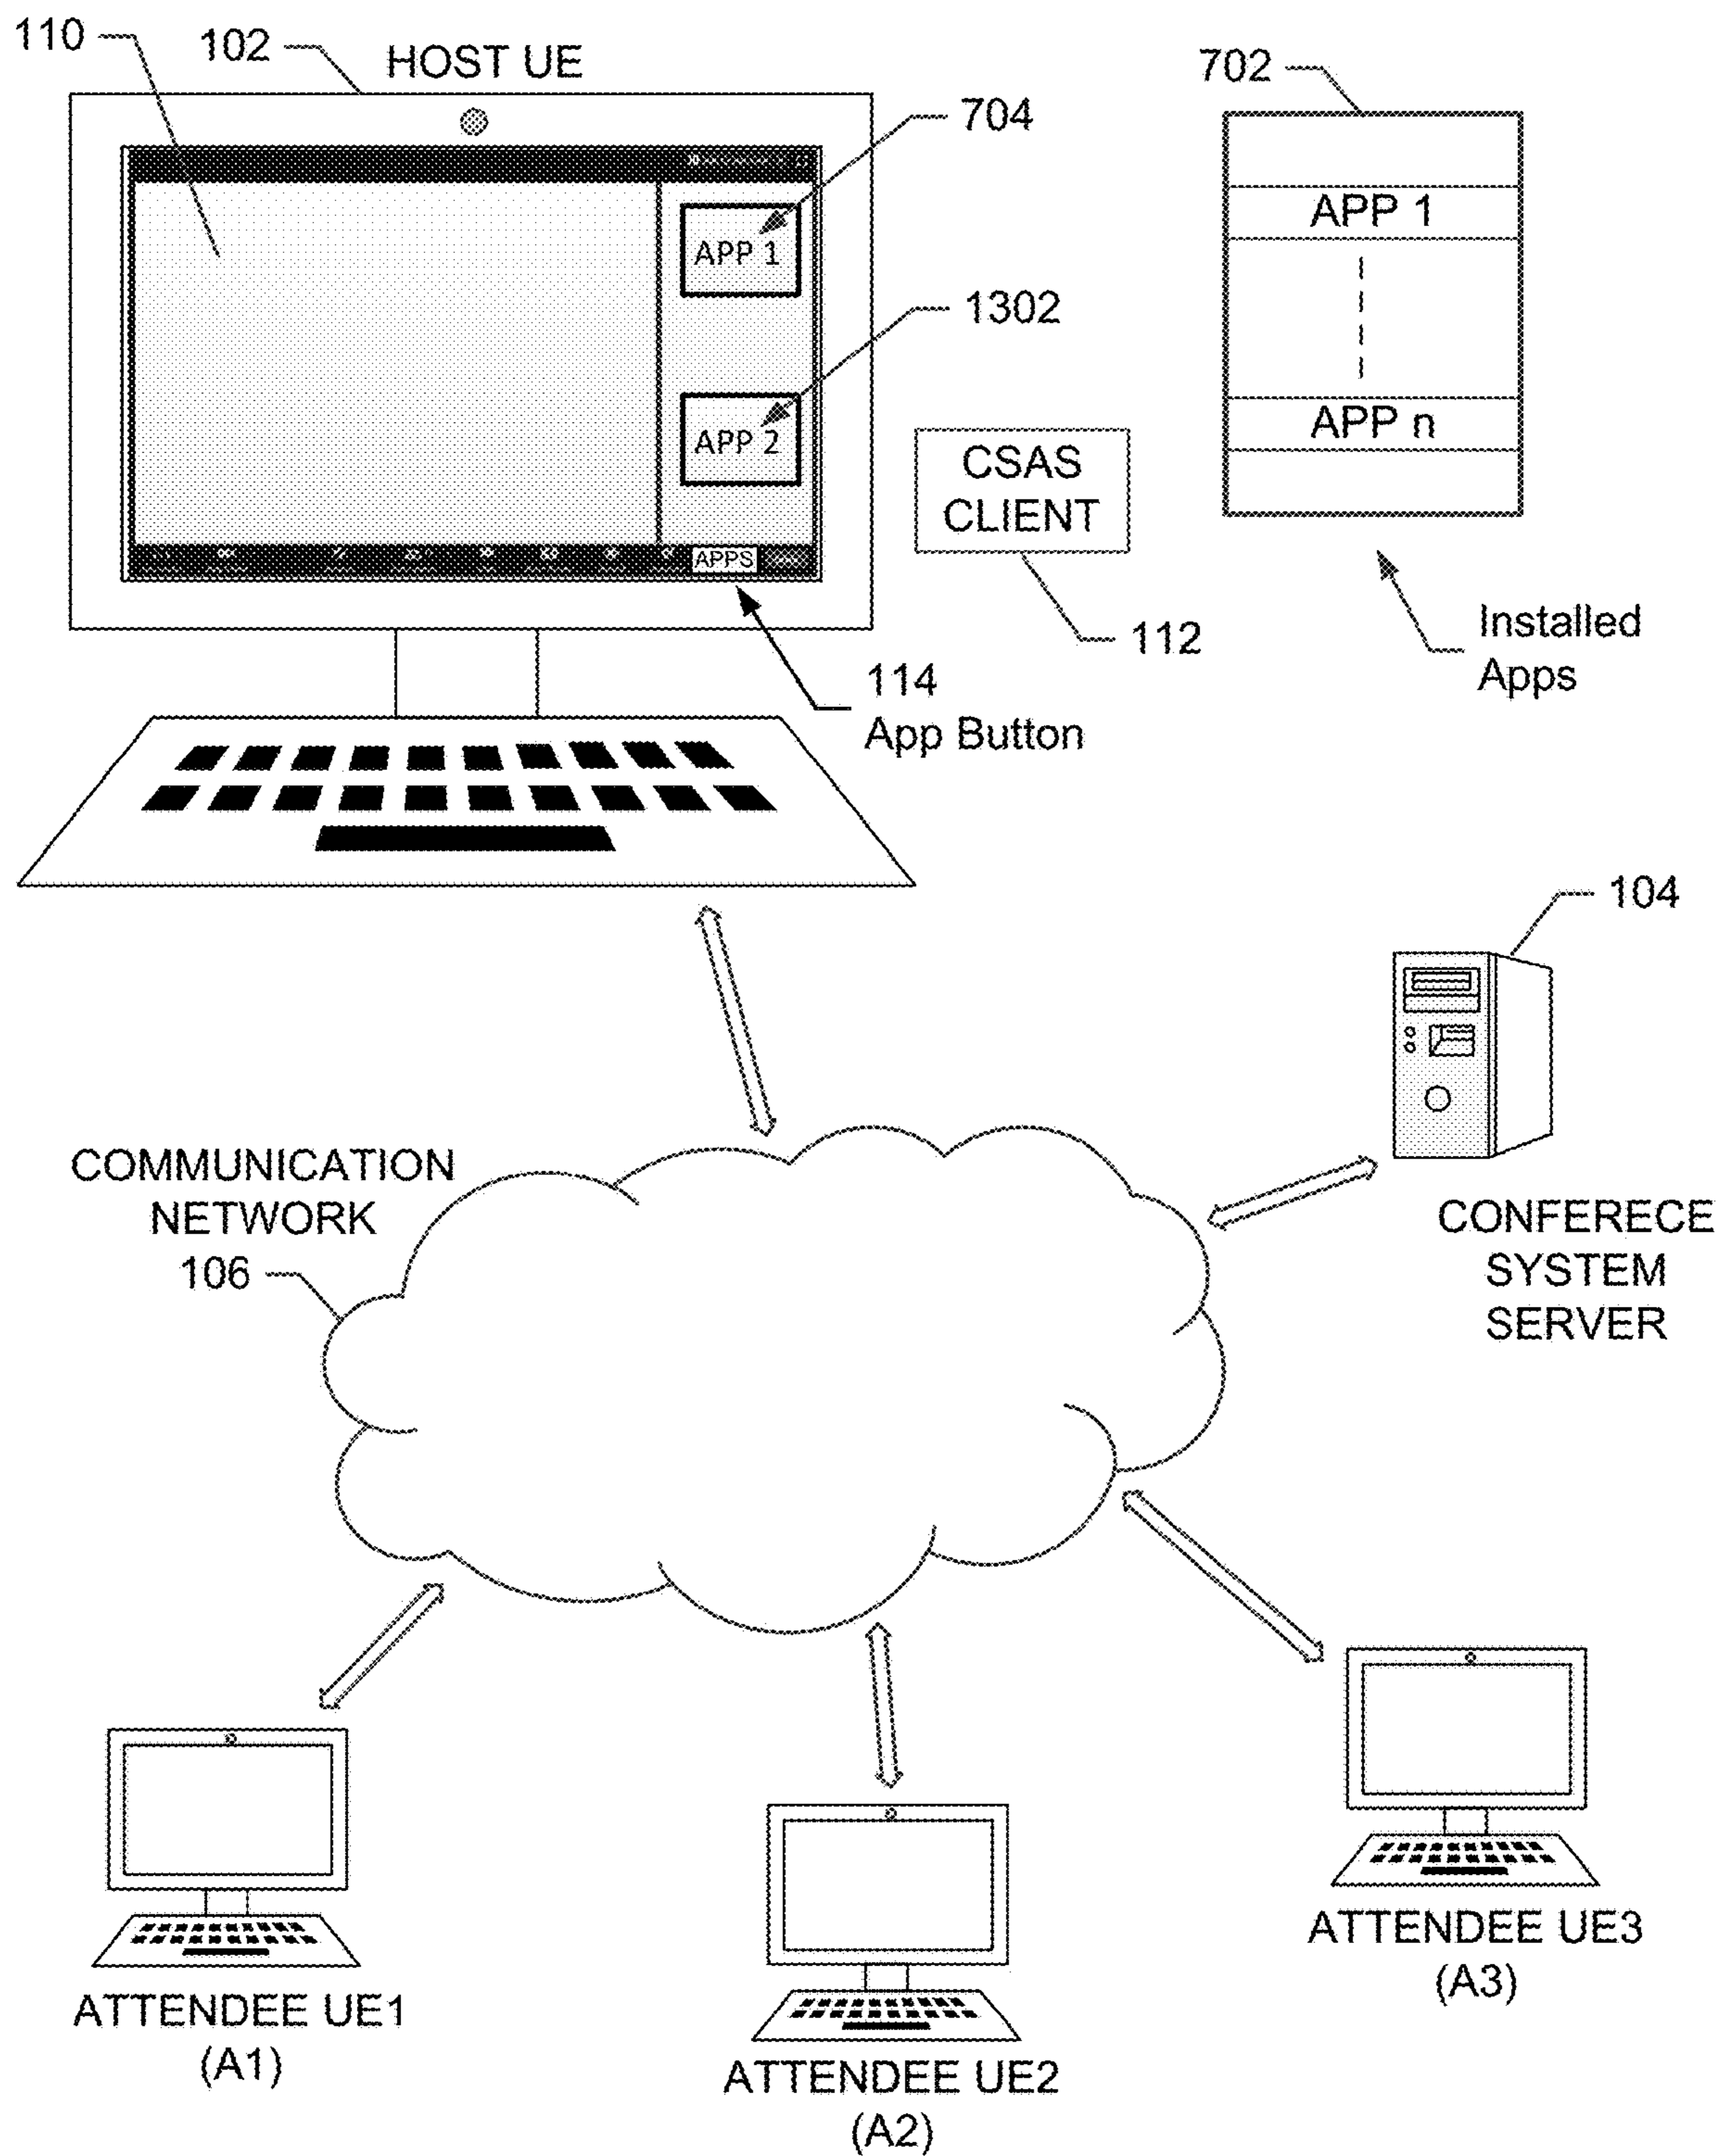 110
102
HOST UE
702
704
APP 1
APP 1
1302
APP 2
APP n
CSAS
CLIENT
APPS
112
Installed
Apps
114
App Button
104
COMMUNICATION
NETWORK
106
CONFERECE
SYSTEM
SERVER
ATTENDEE UE3
(A3)
ATTENDEE UE1
(A1)
ATTENDEE UE2
(A2)